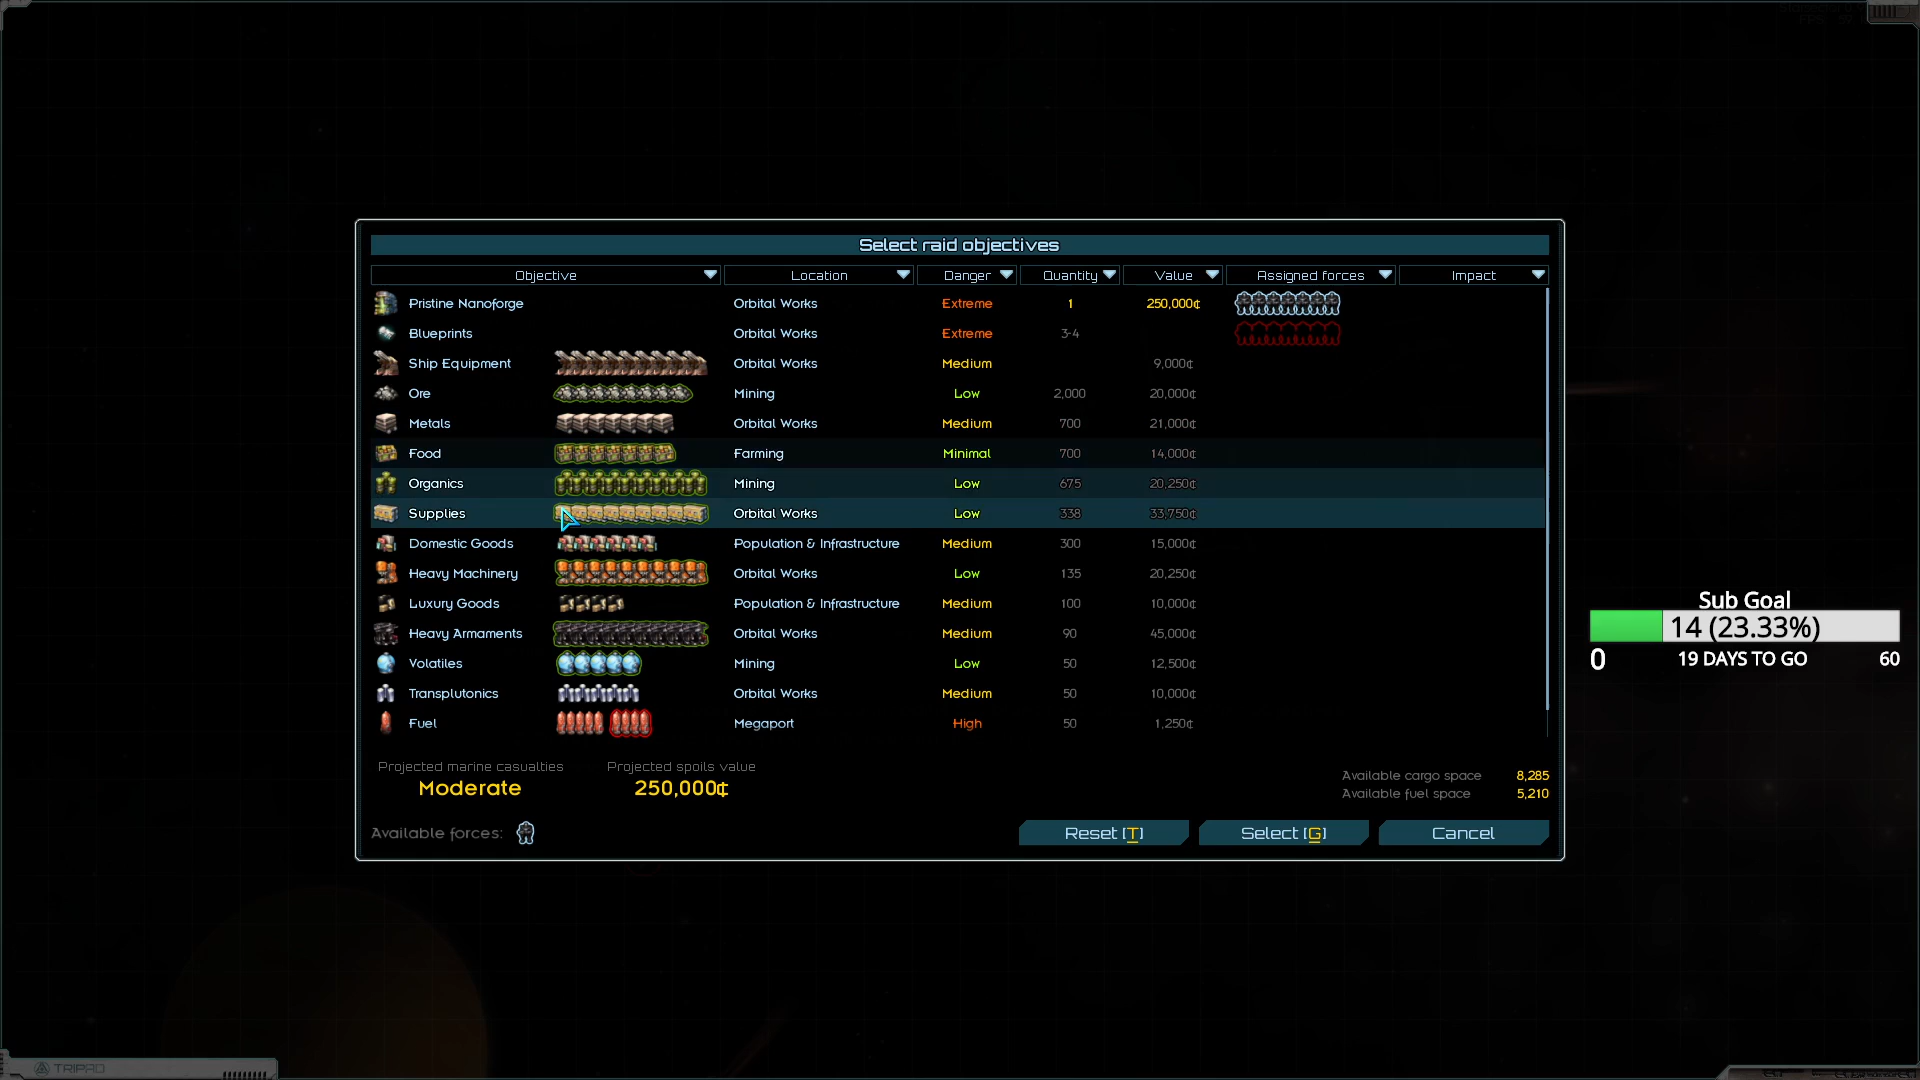 Select raid objectives
Objective Location Danger Quantity Value Assigned forces Impact
Pristine Nanoforge Orbital Works Extreme 1 250,000¢
Blueprints Orbital Works Extreme 3-4
Ship Equipment Orbital Works Medium 9,000¢
Ore Mining Low 2,000 20,000¢
Metals Orbital Works Medium 700 21,000¢
Food Farming Minimal 700 14,000¢
Organics Mining Low 675 20,250¢
Supplies Orbital Works Low 338 33,750¢
Domestic Goods Population & Infrastructure Medium 300 15,000¢
Heavy Machinery Orbital Works Low 135 20,250¢
Luxury Goods Population & Infrastructure Medium 100 10,000¢
Heavy Armaments Orbital Works Medium 90 45,000¢
Volatiles Mining Low 50 12,500¢
Transplutonics Orbital Works Medium 50 10,000¢
Fuel Megaport High 50 1,250¢
Projected marine casualties Projected spoils value
Moderate 250,000¢
Available cargo space 8,285
Available fuel space 5,210
Available forces:
Reset [T] Select [G] Cancel
Sub Goal
14 (23.33%)
0 19 DAYS TO GO 60
TRIPAD